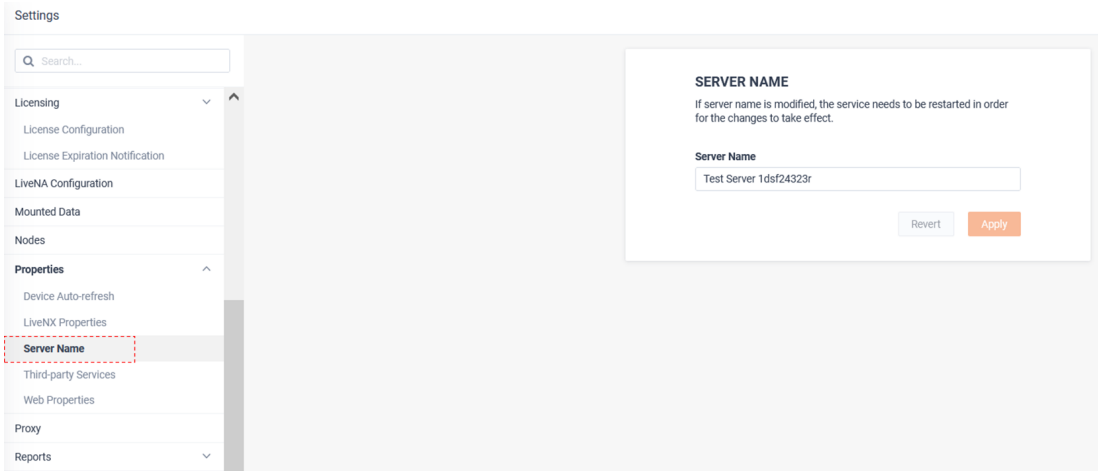 Settings
Search...
Licensing
License Configuration
License Expiration Notification
LiveNA Configuration
Mounted Data
Nodes
Properties
Device Auto-refresh
LiveNX Properties
Server Name
Third-party Services
Web Properties
Proxy
Reports
SERVER NAME
If server name is modified, the service needs to be restarted in order
for the changes to take effect.
Server Name
Test Server 1dsf24323r
Revert
Apply